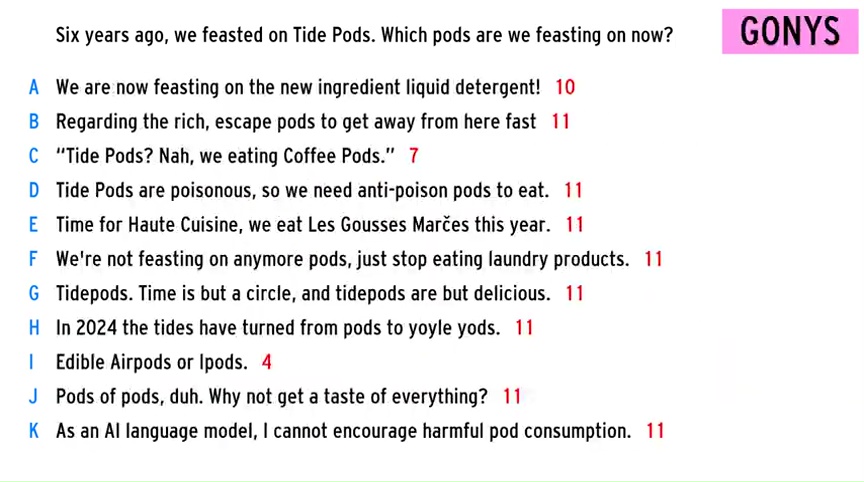 Six years ago, we feasted on Tide Pods. Which pods are we feasting on now?
GONYS
A We are now feasting on the new ingredient liquid detergent! 10
B Regarding the rich, escape pods to get away from here fast 11
C “Tide Pods? Nah, we eating Coffee Pods.” 7
D Tide Pods are poisonous, so we need anti-poison pods to eat. 11
E Time for Haute Cuisine, we eat Les Gousses Marčes this year. 11
F We're not feasting on anymore pods, just stop eating laundry products. 11
G Tidepods. Time is but a circle, and tidepods are but delicious. 11
H In 2024 the tides have turned from pods to yoyle yods. 11
I Edible Airpods or Ipods. 4
J Pods of pods, duh. Why not get a taste of everything? 11
K As an AI language model, I cannot encourage harmful pod consumption. 11